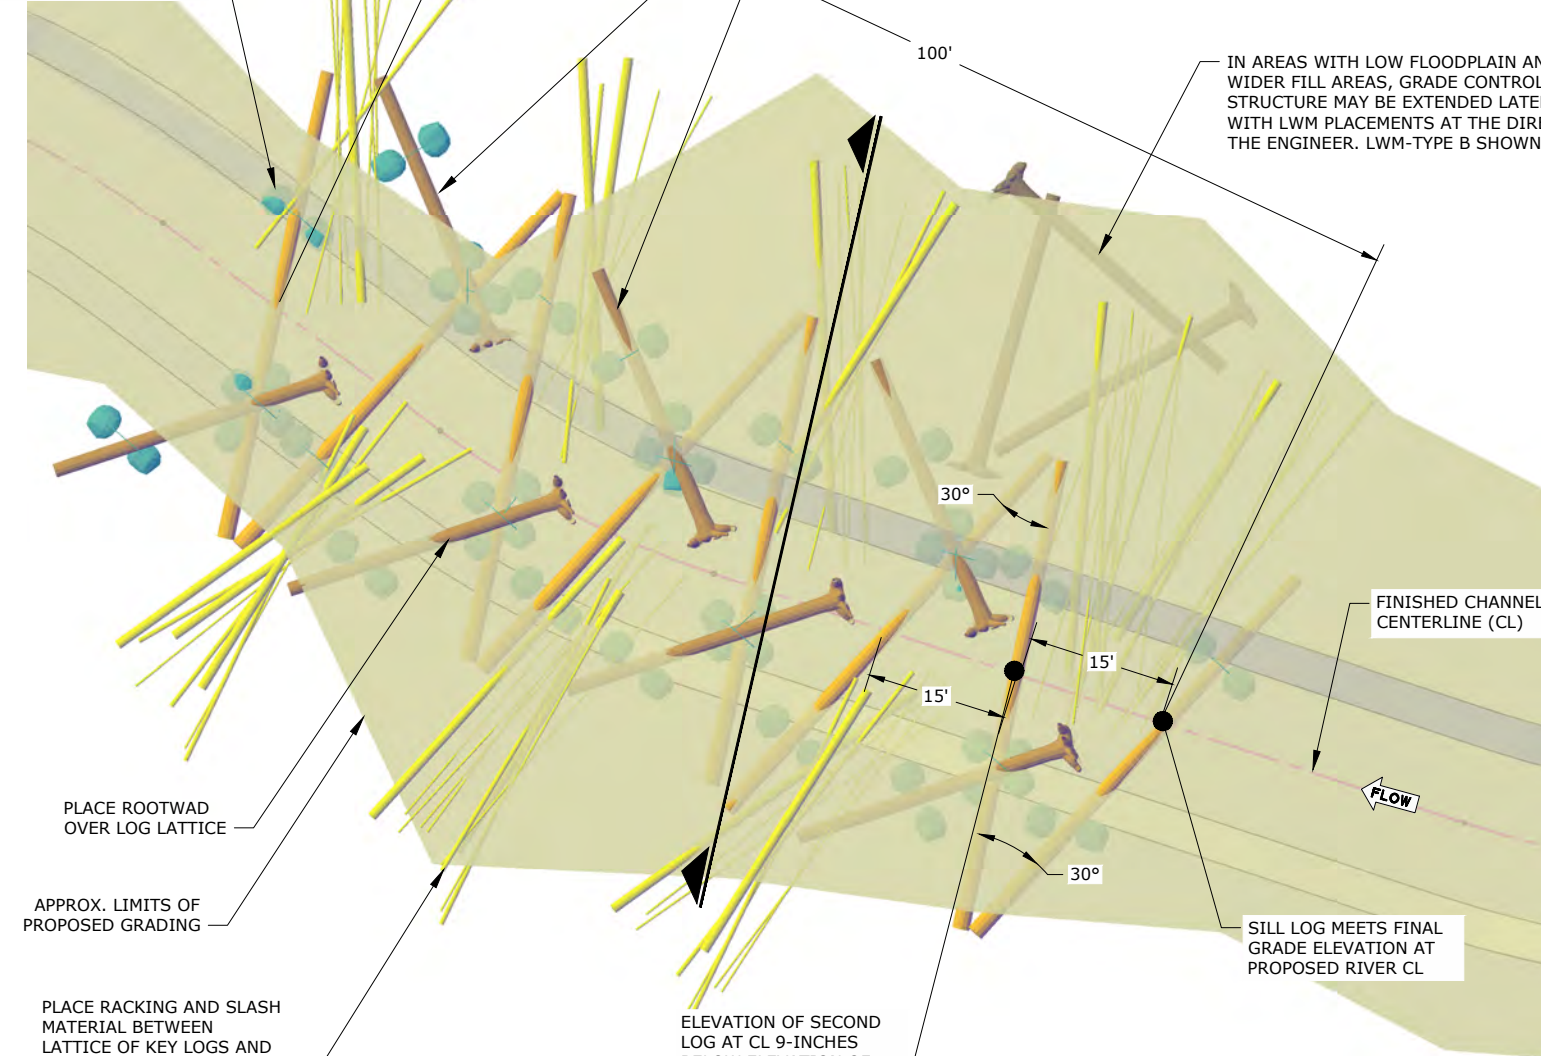 100'
IN AREAS WITH LOW FLOODPLAIN
WIDER FILL AREAS, GRADE CONTROL
STRUCTURE MAY BE EXTENDED
WITH LWM PLACEMENTS AT THE
THE ENGINEER. LWM-TYPE B SHOWN
30°
FINISHED CHANNEL
CENTERLINE (CL)
15'
15'
FLOW
PLACE ROOTWAD
OVER LOG LATTICE
30°
APPROX. LIMITS OF
PROPOSED GRADING
SILL LOG MEETS FINAL
GRADE ELEVATION AT
PROPOSED RIVER CL
PLACE RACKING AND SLASH
MATERIAL BETWEEN
LATTICE OF KEY LOGS AND
ELEVATION OF SECOND
LOG AT CL 9-INCHES